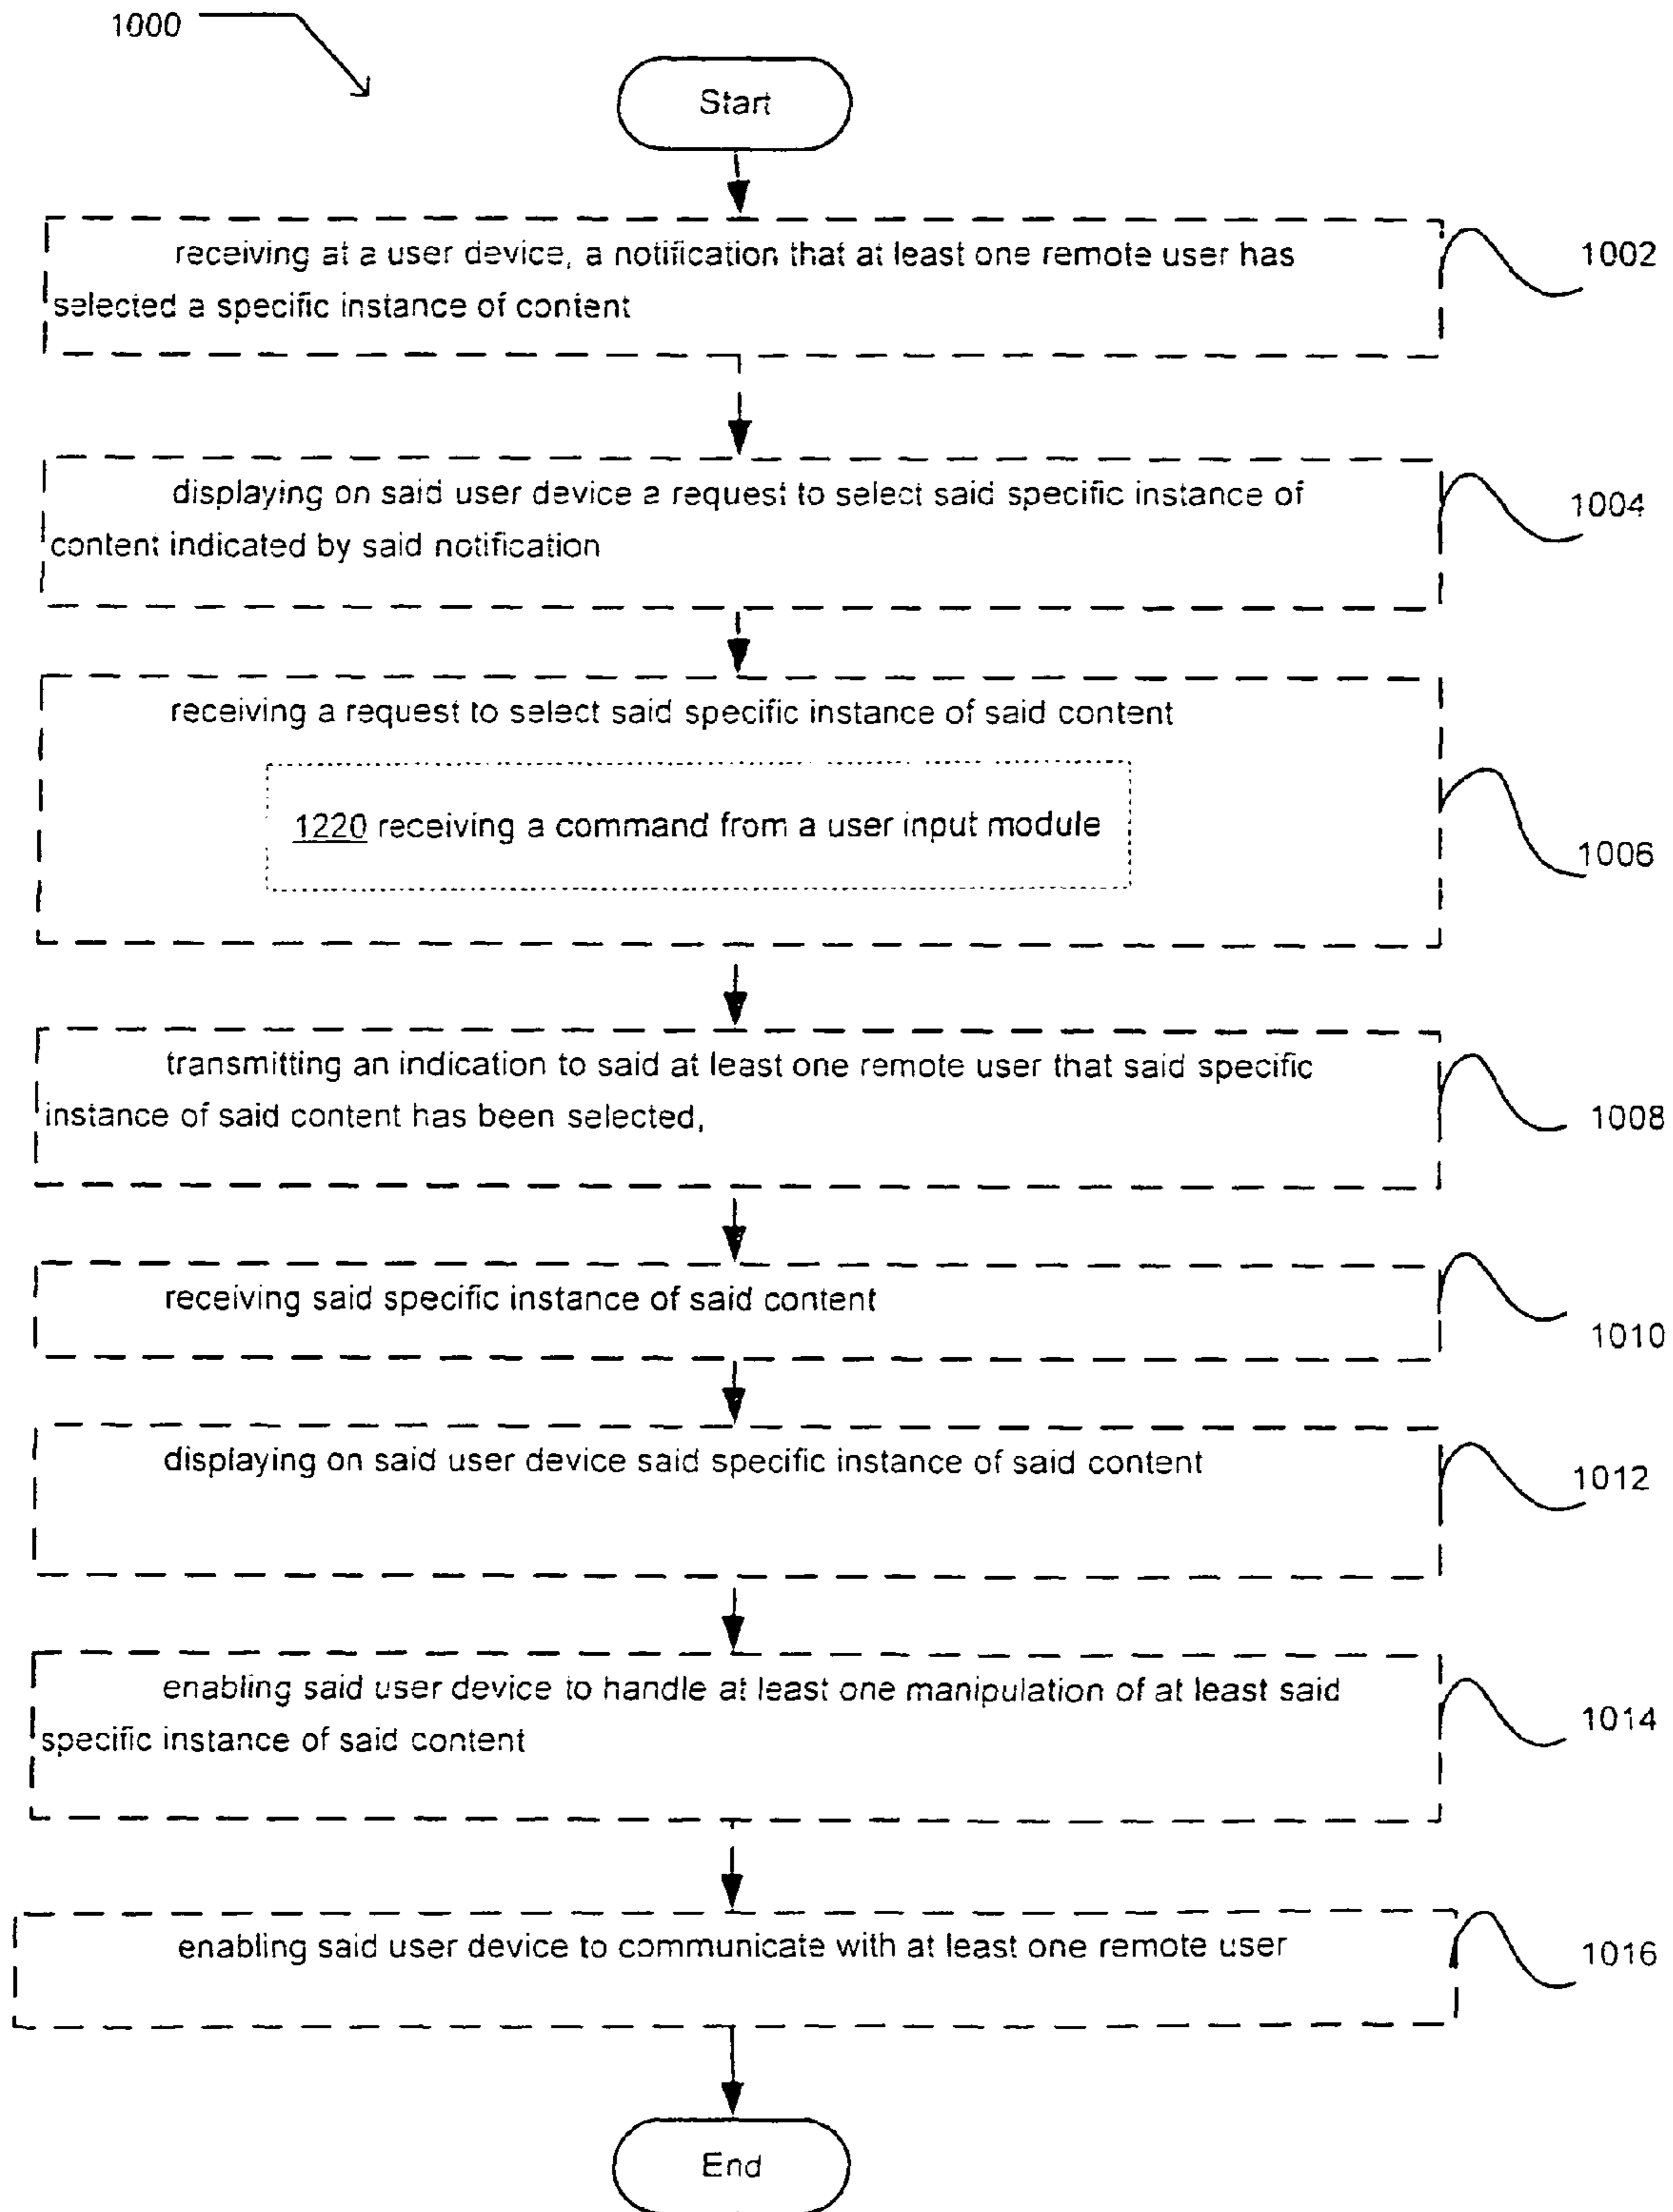 1000
Start
receiving at a user device, a notification that at least one remote user has
selected a specific instance of content
1002
displaying on said user device a request to select said specific instance of
content indicated by said notification
1004
receiving a request to select said specific instance of said content
1220 receiving a command from a user input module
1006
transmitting an indication to said at least one remote user that said specific
instance of said content has been selected,
1008
receiving said specific instance of said content
1010
displaying on said user device said specific instance of said content
1012
enabling said user device to handle at least one manipulation of at least said
specific instance of said content
1014
enabling said user device to communicate with at least one remote user
1016
End